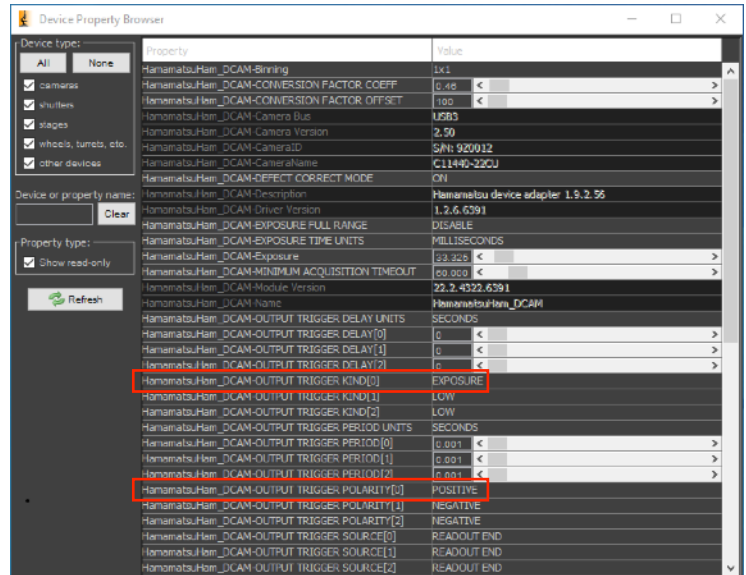 Device Property Browser
Device type:
All None
cameras
shutters
stages
wheels, turrets, etc.
other devices
Device or property name:
Clear
Property type:
Show read-only
Refresh
Property Value
HamamatsuHam_DCAM-Binning 1x1
HamamatsuHam_DCAM-CONVERSION FACTOR COEFF 0.46
HamamatsuHam_DCAM-CONVERSION FACTOR OFFSET 100
HamamatsuHam_DCAM-Camera Bus USB3
HamamatsuHam_DCAM-Camera Version 2.50
HamamatsuHam_DCAM-CameraID S/N: 920012
HamamatsuHam_DCAM-CameraName C11440-22CU
HamamatsuHam_DCAM-DEFECT CORRECT MODE ON
HamamatsuHam_DCAM-Description Hamamatsu device adapter 1.9.2.56
HamamatsuHam_DCAM-Driver Version 1.2.6.6391
HamamatsuHam_DCAM-EXPOSURE FULL RANGE DISABLE
HamamatsuHam_DCAM-EXPOSURE TIME UNITS MILLISECONDS
HamamatsuHam_DCAM-Exposure 33.325
HamamatsuHam_DCAM-MINIMUM ACQUISITION TIMEOUT 60.000
HamamatsuHam_DCAM-Module Version 22.2.4322.6391
HamamatsuHam_DCAM-Name HamamatsuHam_DCAM
HamamatsuHam_DCAM-OUTPUT TRIGGER DELAY UNITS SECONDS
HamamatsuHam_DCAM-OUTPUT TRIGGER DELAY[0] 0
HamamatsuHam_DCAM-OUTPUT TRIGGER DELAY[1] 0
HamamatsuHam_DCAM-OUTPUT TRIGGER DELAY[2] 0
HamamatsuHam_DCAM-OUTPUT TRIGGER KIND[0] EXPOSURE
HamamatsuHam_DCAM-OUTPUT TRIGGER KIND[1] LOW
HamamatsuHam_DCAM-OUTPUT TRIGGER KIND[2] LOW
HamamatsuHam_DCAM-OUTPUT TRIGGER PERIOD UNITS SECONDS
HamamatsuHam_DCAM-OUTPUT TRIGGER PERIOD[0] 0.001
HamamatsuHam_DCAM-OUTPUT TRIGGER PERIOD[1] 0.001
HamamatsuHam_DCAM-OUTPUT TRIGGER PERIOD[2] 0.001
HamamatsuHam_DCAM-OUTPUT TRIGGER POLARITY[0] POSITIVE
HamamatsuHam_DCAM-OUTPUT TRIGGER POLARITY[1] NEGATIVE
HamamatsuHam_DCAM-OUTPUT TRIGGER POLARITY[2] NEGATIVE
HamamatsuHam_DCAM-OUTPUT TRIGGER SOURCE[0] READOUT END
HamamatsuHam_DCAM-OUTPUT TRIGGER SOURCE[1] READOUT END
HamamatsuHam_DCAM-OUTPUT TRIGGER SOURCE[2] READOUT END